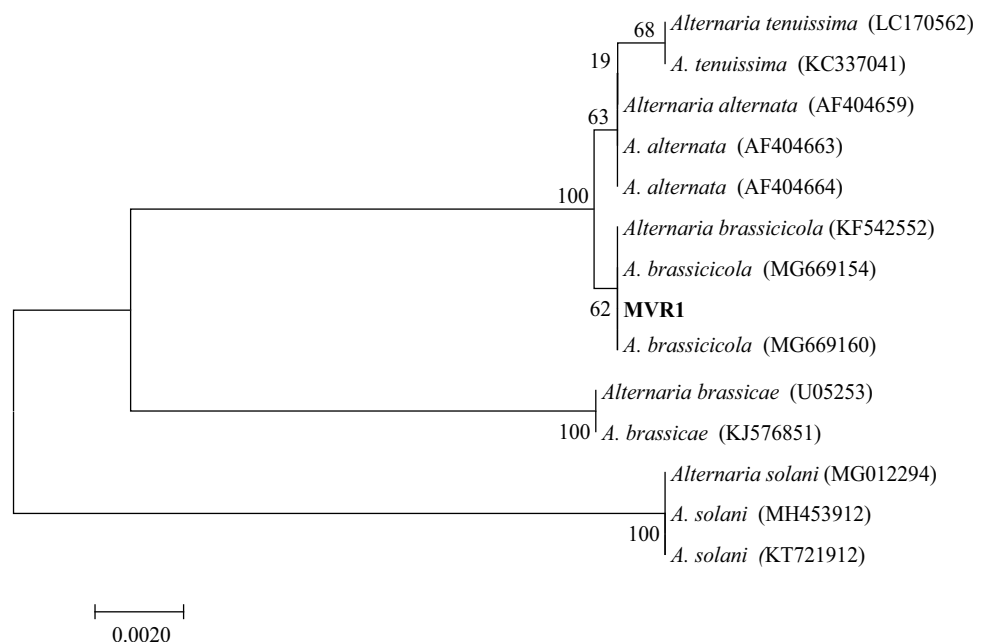 68
Alternaria tenuissima (LC170562)
19
A. tenuissima (KC337041)
Alternaria alternata (AF404659)
63
A. alternata (AF404663)
A. alternata (AF404664)
100
Alternaria brassicicola (KF542552)
A. brassicicola (MG669154)
62
MVR1
A. brassicicola (MG669160)
Alternaria brassicae (U05253)
100
A. brassicae (KJ576851)
Alternaria solani (MG012294)
A. solani (MH453912)
100
A. solani (KT721912)
0.0020